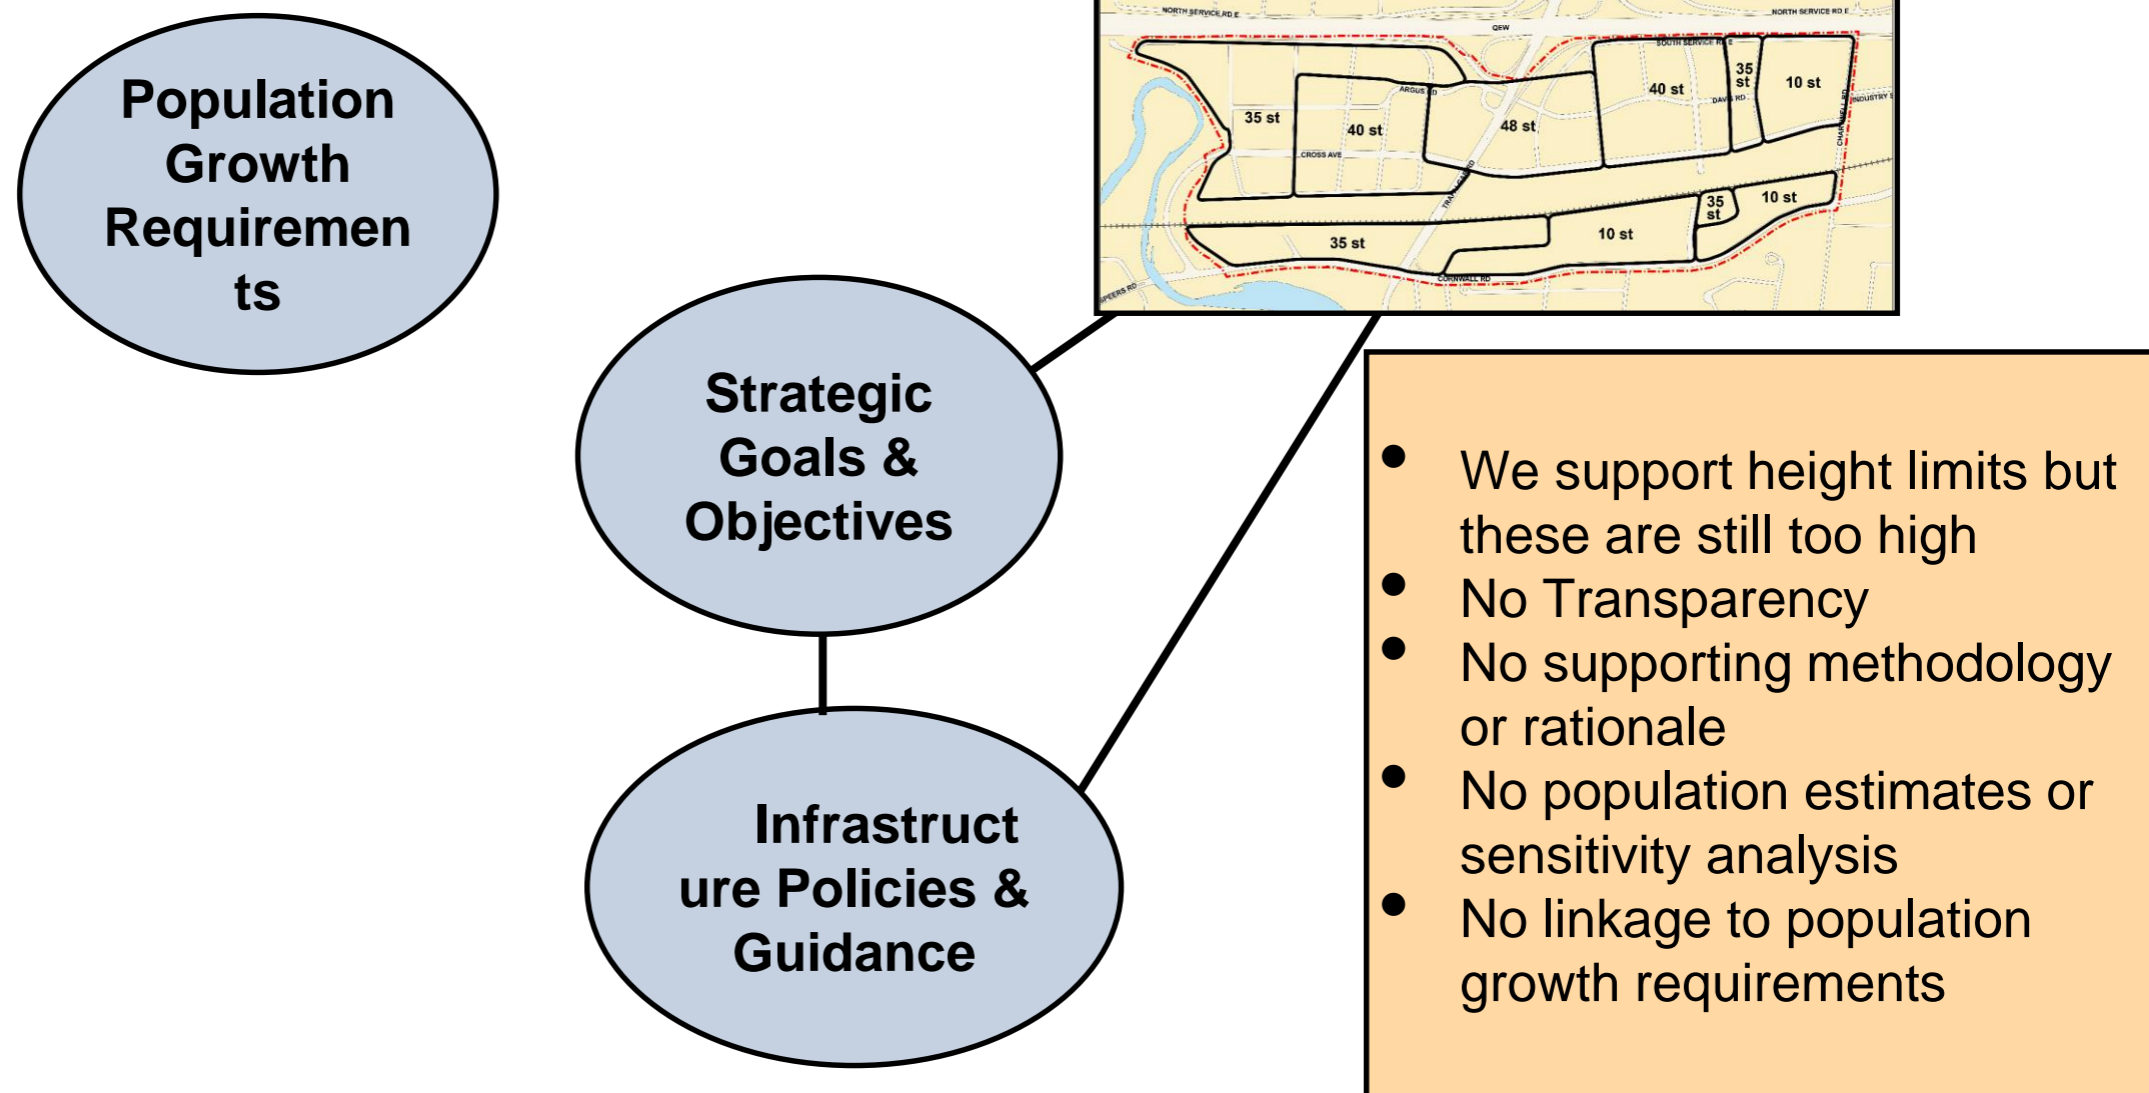 Population
Growth
Requiremen
ts
NORTH SERVICE RD E
NORTH SERVICE RD E
QEW
SOUTH SERVICE RD E
35
st
40 st
10 st
ARGUS RD
DAVIS RD
INDUSTRY
35 st
40 st
48 st
CROSS AVE
CHARTWELL RD
TRAFALGAR RD
35
st
10 st
35 st
10 st
CORNWALL RD
SPEERS RD
Strategic
Goals &
Objectives
Infrastruct
ure Policies &
Guidance
• We support height limits but
these are still too high
• No Transparency
• No supporting methodology
or rationale
• No population estimates or
sensitivity analysis
• No linkage to population
growth requirements